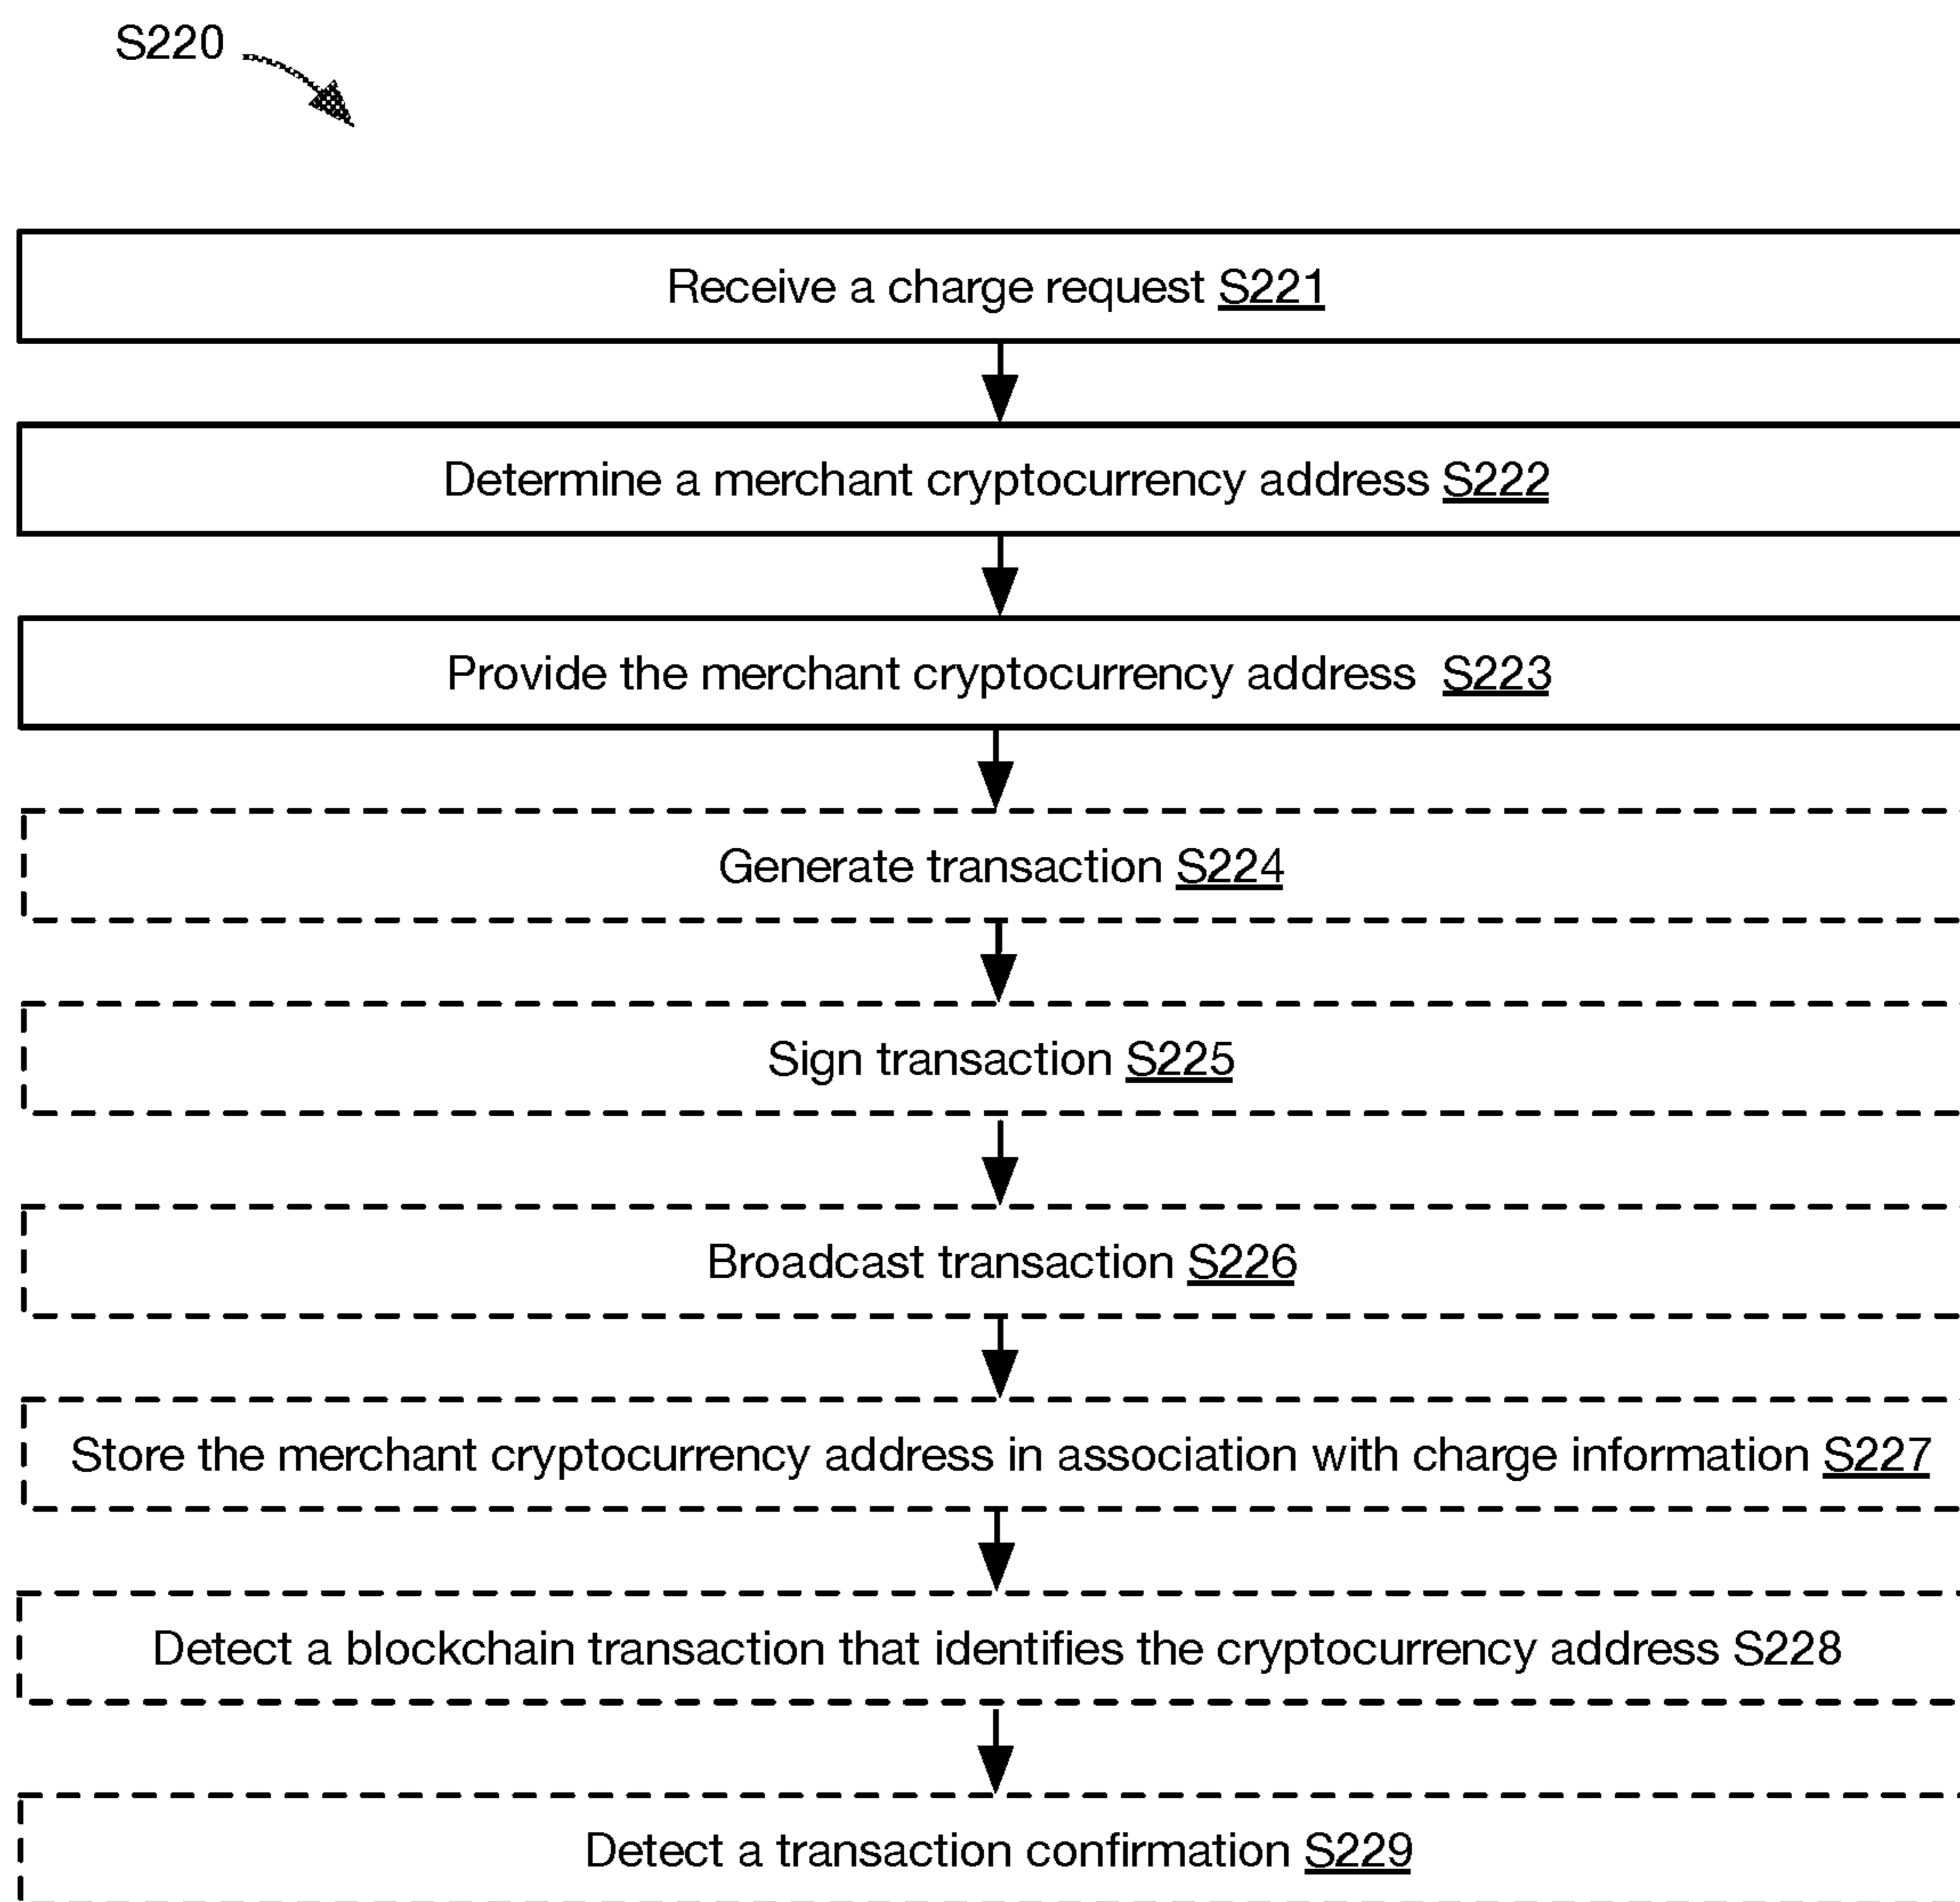 S220
Receive a charge request S221
Determine a merchant cryptocurrency address S222
Provide the merchant cryptocurrency address S223
Generate transaction S224
Sign transaction S225
Broadcast transaction S226
Store the merchant cryptocurrency address in association with charge information S227
Detect a blockchain transaction that identifies the cryptocurrency address S228
Detect a transaction confirmation S229